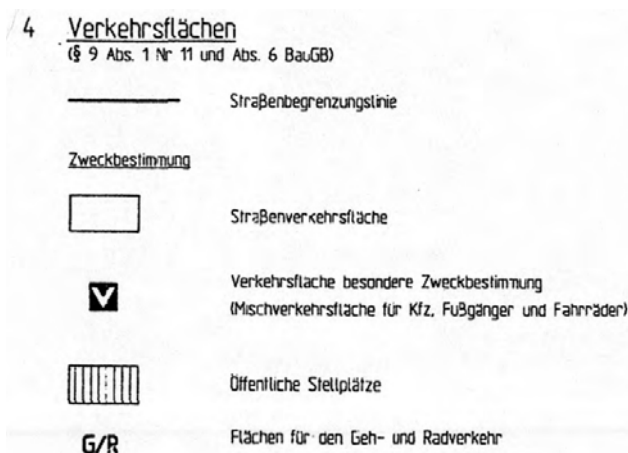 4 Verkehrsflächen
(§ 9 Abs. 1 Nr 11 und Abs. 6 BauGB)
Straßenbegrenzungslinie
Zweckbestimmung
Straßenverkehrsfläche
V Verkehrsfläche besondere Zweckbestimmung
(Mischverkehrsfläche für Kfz, Fußgänger und Fahrräder)
Öffentliche Stellplätze
G/R Flächen für den Geh- und Radverkehr